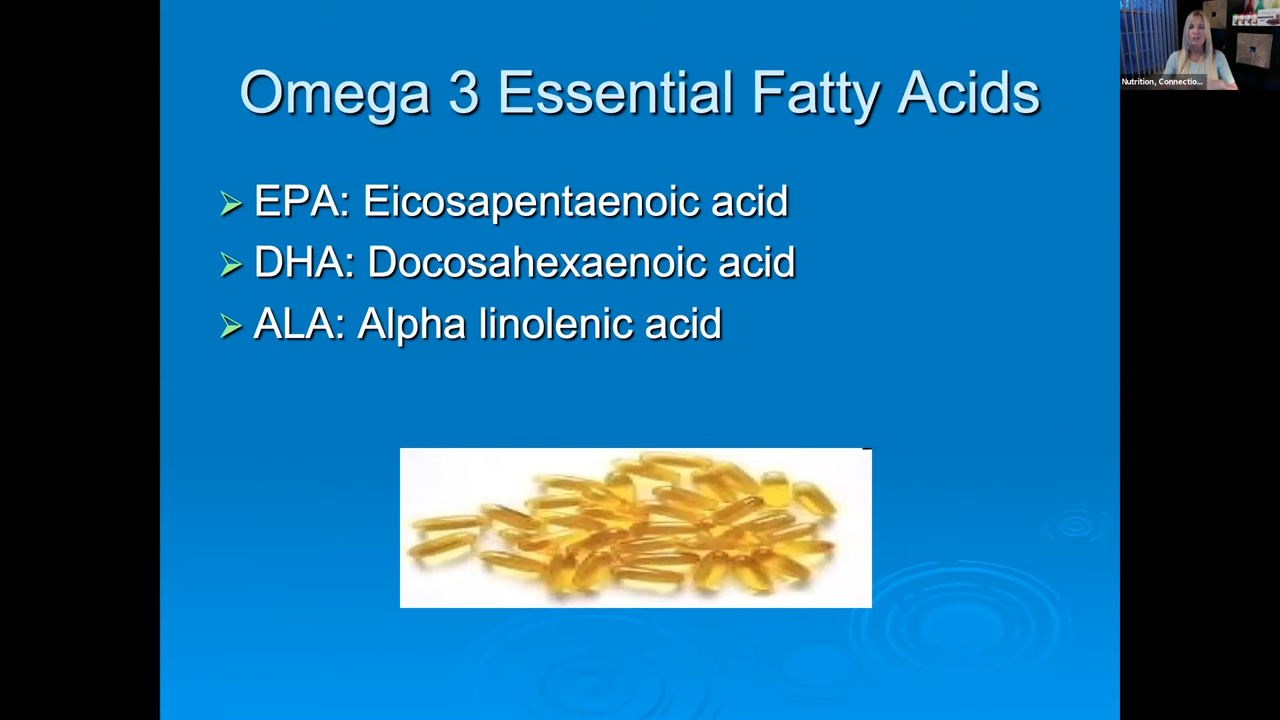 Omega 3 Essential Fatty Acids
EPA: Eicosapentaenoic acid
DHA: Docosahexaenoic acid
ALA: Alpha linolenic acid
Nutrition, Connectio...